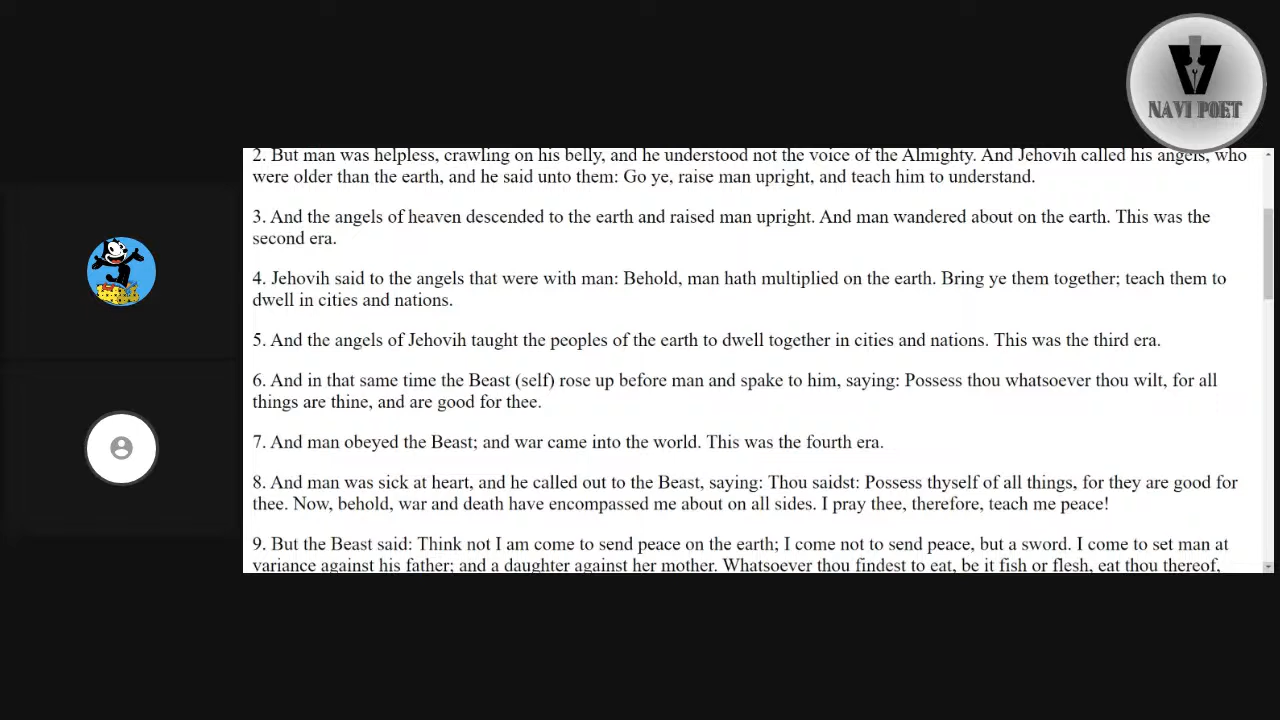 NAVI POET
2. But man was helpless, crawling on his belly, and he understood not the voice of the Almighty. And Jehovih called his angels, who
were older than the earth, and he said unto them: Go ye, raise man upright, and teach him to understand.
3. And the angels of heaven descended to the earth and raised man upright. And man wandered about on the earth. This was the
second era.
4. Jehovih said to the angels that were with man: Behold, man hath multiplied on the earth. Bring ye them together; teach them to
dwell in cities and nations.
5. And the angels of Jehovih taught the peoples of the earth to dwell together in cities and nations. This was the third era.
6. And in that same time the Beast (self) rose up before man and spake to him, saying: Possess thou whatsoever thou wilt, for all
things are thine, and are good for thee.
7. And man obeyed the Beast; and war came into the world. This was the fourth era.
8. And man was sick at heart, and he called out to the Beast, saying: Thou saidst: Possess thyself of all things, for they are good for
thee. Now, behold, war and death have encompassed me about on all sides. I pray thee, therefore, teach me peace!
9. But the Beast said: Think not I am come to send peace on the earth; I come not to send peace, but a sword. I come to set man at
variance against his father; and a daughter against her mother. Whatsoever thou findest to eat, be it fish or flesh, eat thou thereof,